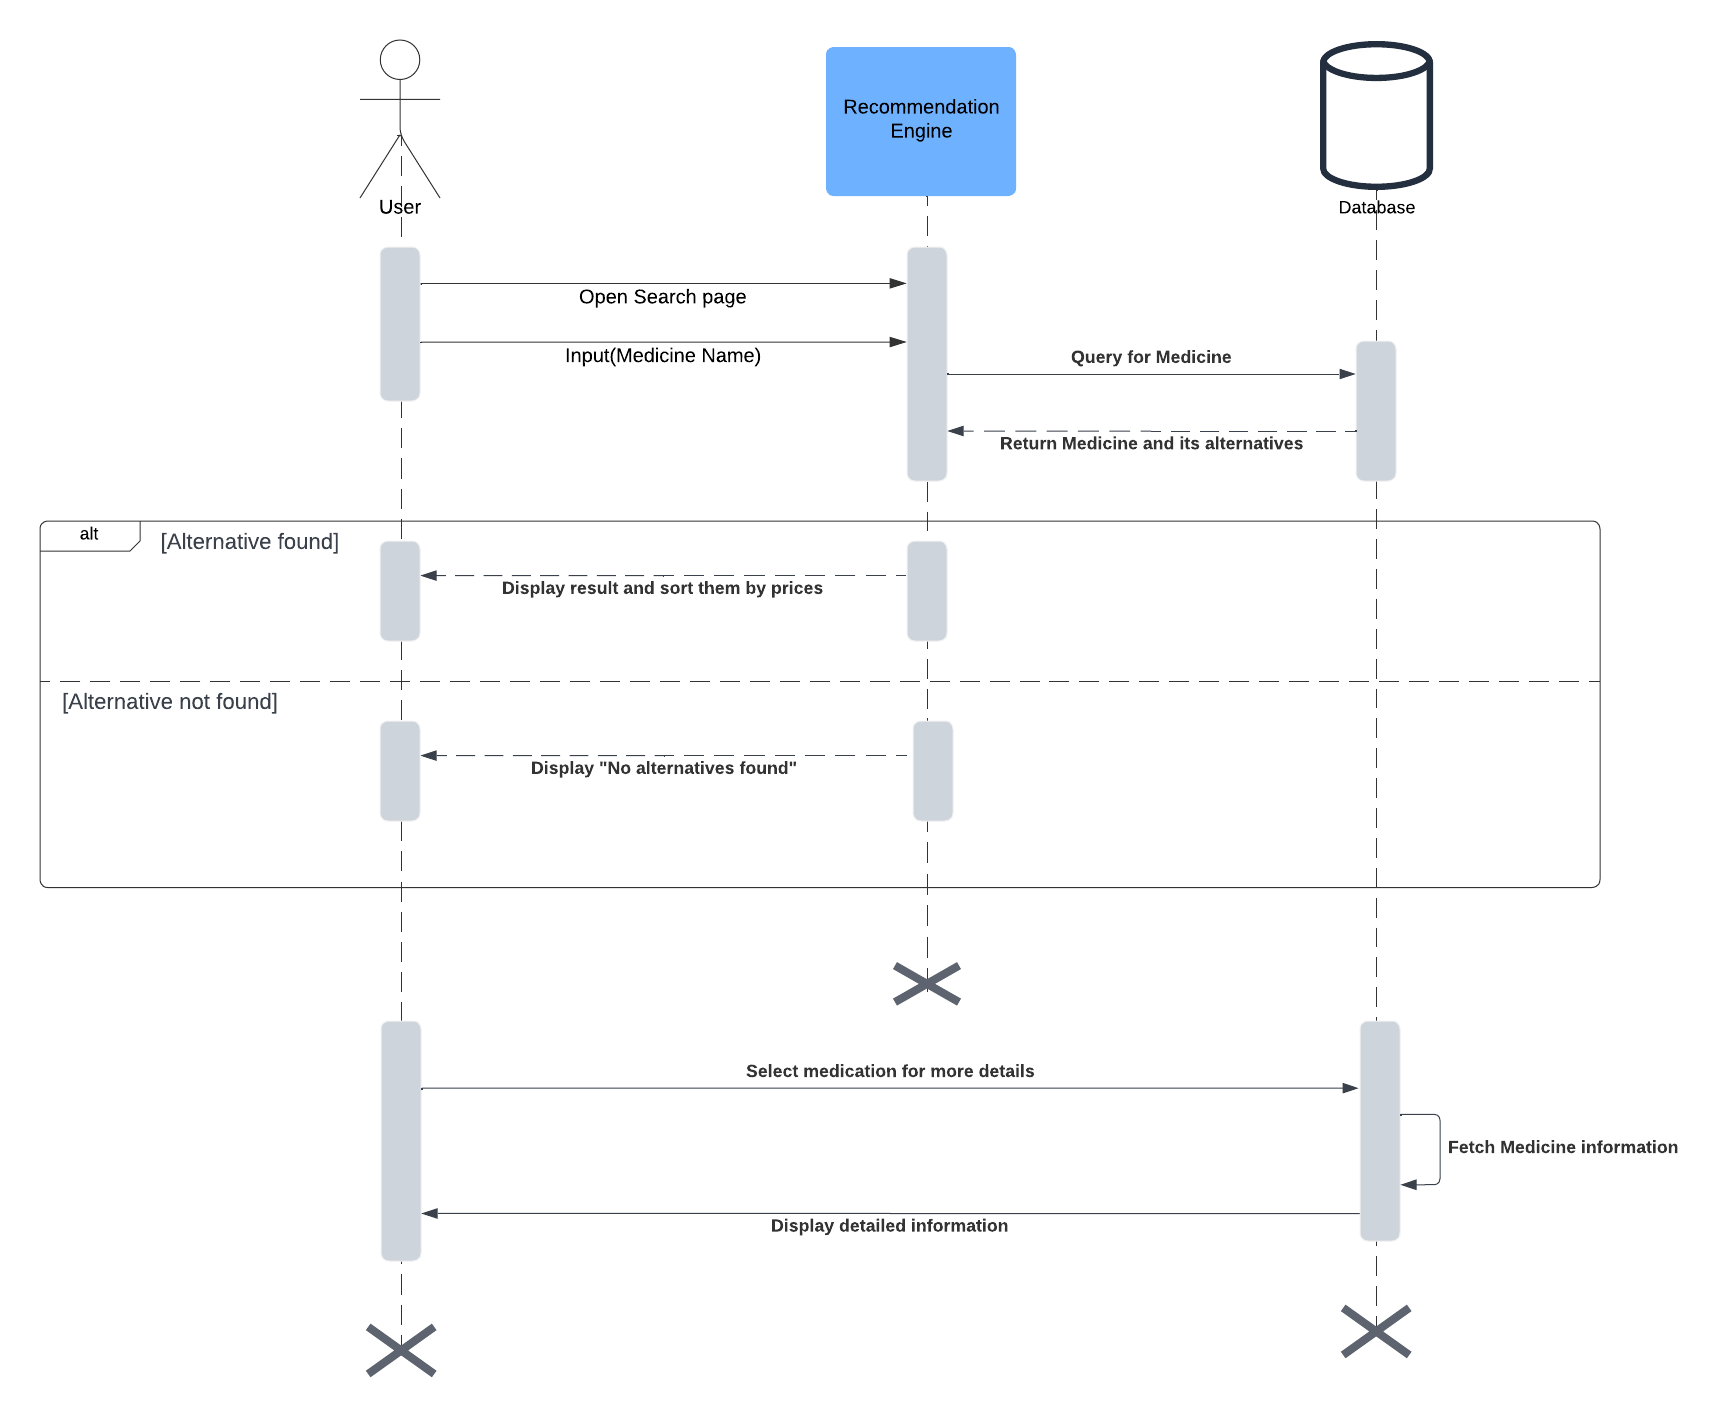 Recommendation
Engine
User
Database
Open Search page
Input(Medicine Name)
Query for Medicine
Return Medicine and its alternatives
alt
[Alternative found]
Display result and sort them by prices
[Alternative not found]
Display "No alternatives found"
Select medication for more details
Fetch Medicine information
Display detailed information